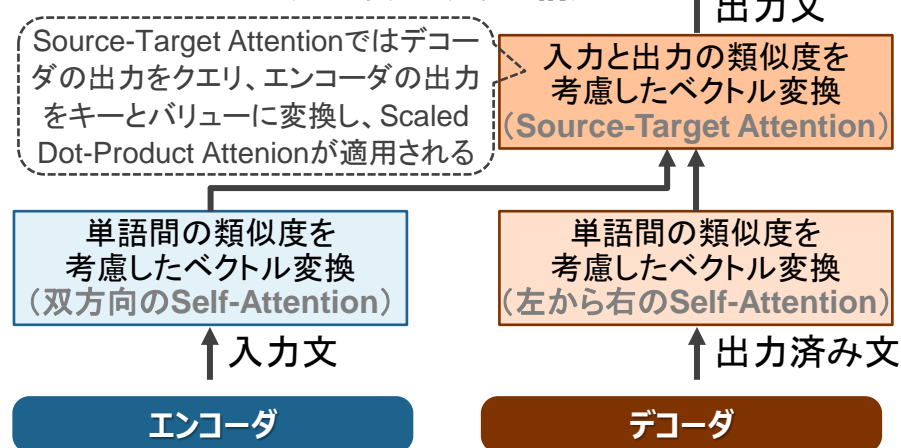 出力文
Source-Target Attentionではデコー
ダの出力をクエリ、エンコーダの出力
をキーとバリューに変換し、Scaled
Dot-Product Attenionが適用される
入力と出力の類似度を
考慮したベクトル変換
（Source-Target Attention）
単語間の類似度を
考慮したベクトル変換
（双方向のSelf-Attention）
単語間の類似度を
考慮したベクトル変換
（左から右のSelf-Attention）
入力文
出力済み文
エンコーダ
デコーダ